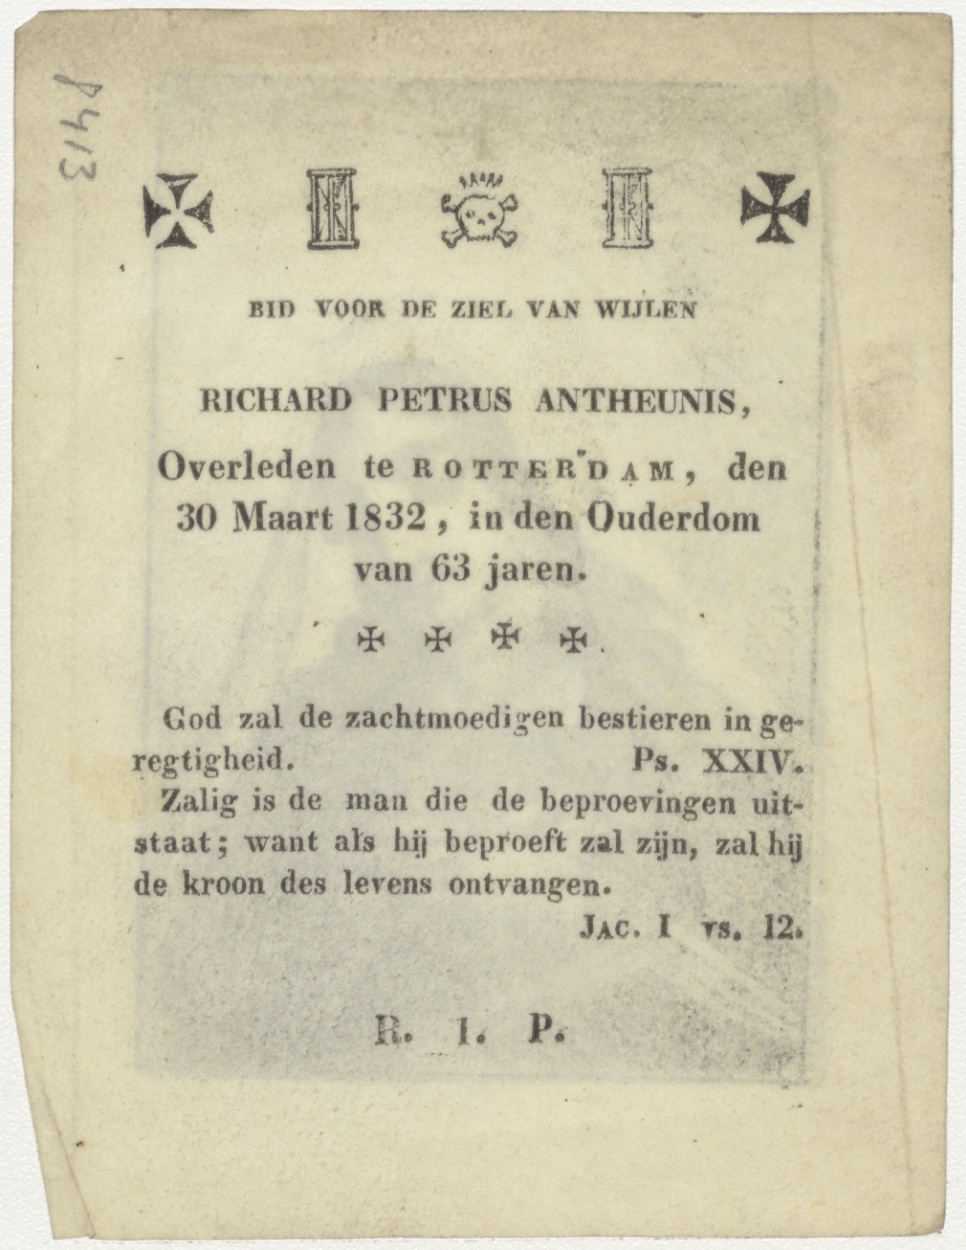 P413
BID VOOR DE ZIEL VAN WIJLEN
RICHARD PETRUS ANTHEUNIS,
Overleden te ROTTERDAM, den
30 Maart 1832, in den Ouderdom
van 63 jaren.
God zal de zachtmoedigen bestieren in ge-
regtigheid. Ps. XXIV.
Zalig is de man die de beproevingen uit-
staat; want als hij beproeft zal zijn, zal hij
de kroon des levens ontvangen.
JAC. I vs. 12.
R. I. P.